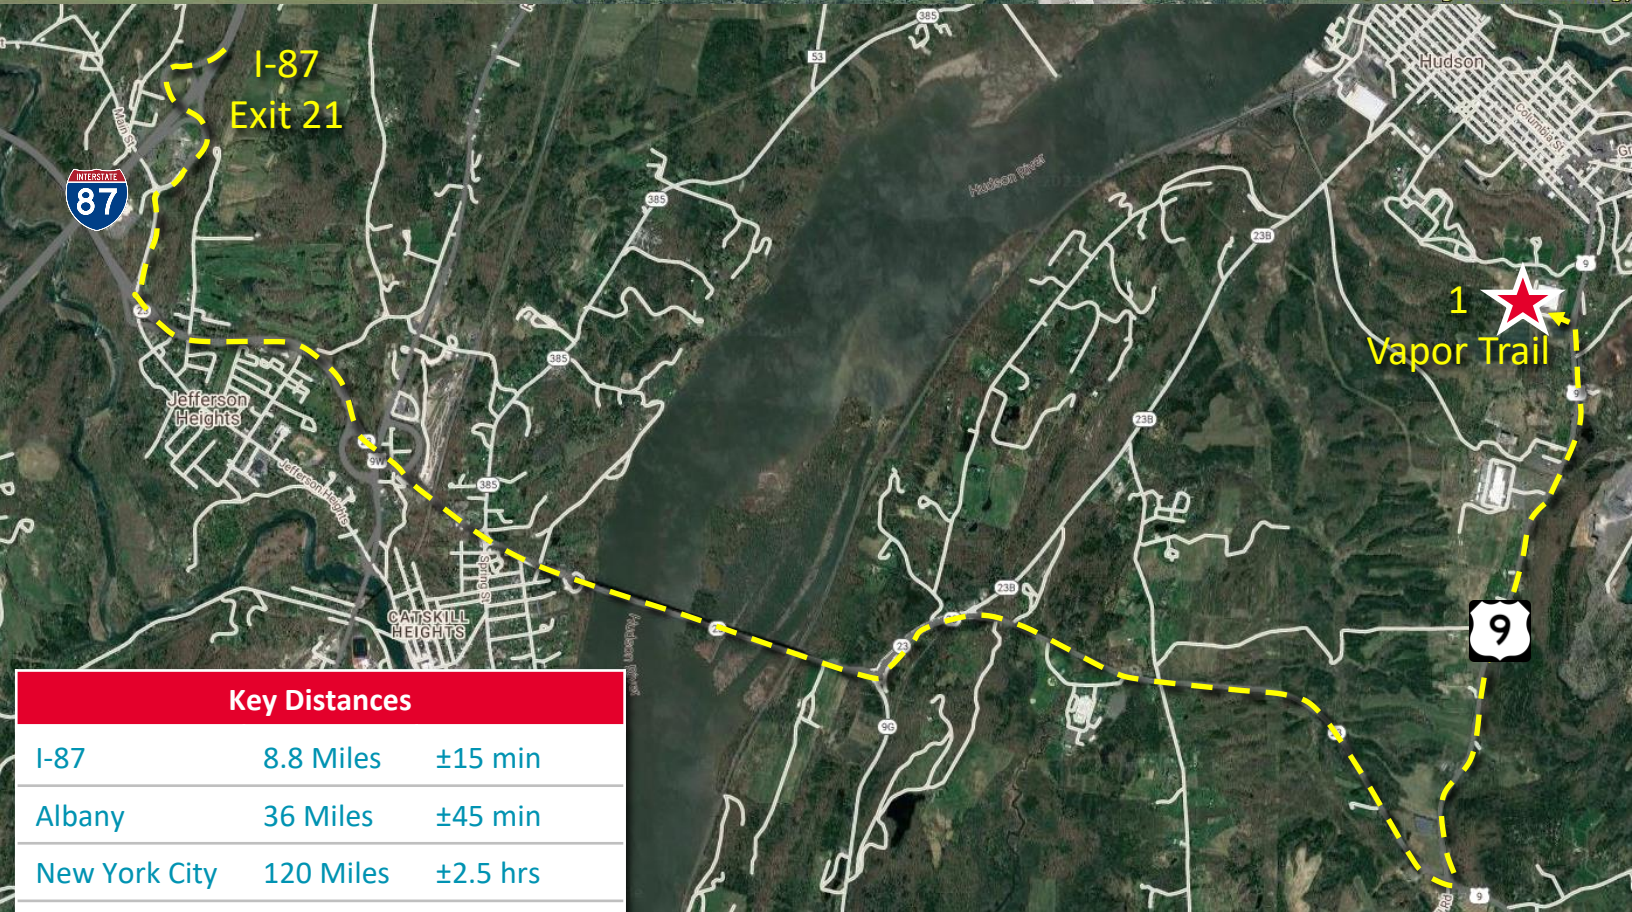 385
53
Hudson
I-87
Exit 21
Main St
Columbia St
INTERSTATE
87
Hudson River
385
23B
9
1
Vapor Trail
23
385
9
Jefferson
Heights
23B
9W
Jefferson Heights
385
Spring St
23B
CATSKILL
HEIGHTS
Hudson River
23
9
9G
Key Distances
I-87 8.8 Miles ±15 min
Albany 36 Miles ±45 min
New York City 120 Miles ±2.5 hrs
9
Rd